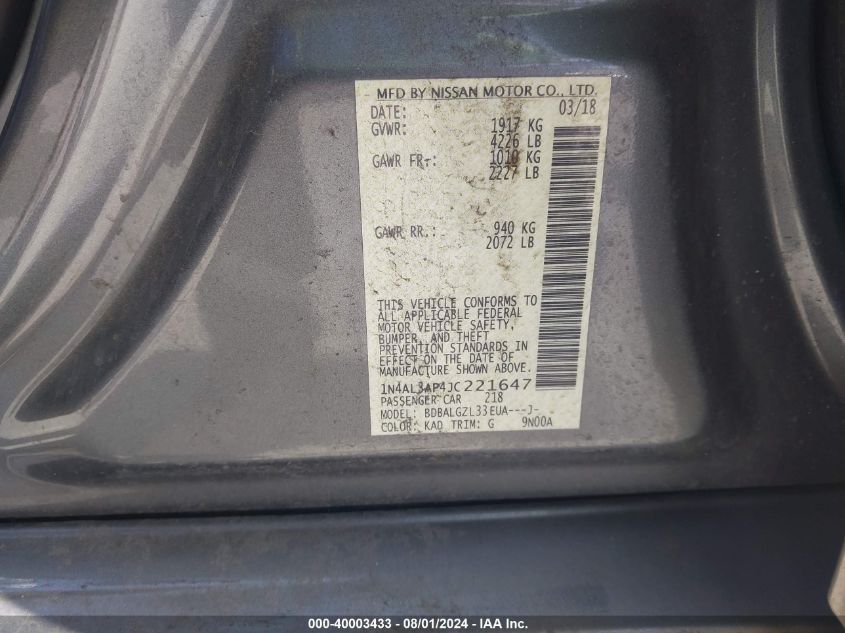 MFD BY NISSAN MOTOR CO., LTD.
DATE: 03/18
GVWR: 1917 KG
4226 LB
GAWR FR.: 1010 KG
2227 LB
GAWR RR.: 940 KG
2072 LB
THIS VEHICLE CONFORMS TO
ALL APPLICABLE FEDERAL
MOTOR VEHICLE SAFETY,
BUMPER, AND THEFT
PREVENTION STANDARDS IN
EFFECT ON THE DATE OF
MANUFACTURE SHOWN ABOVE.
1N4AL3AP4JC221647
PASSENGER CAR 218
MODEL: BDBALGZL33EUA---J-
COLOR: KAD TRIM: G 9N00A
000-40003433 - 08/01/2024 - IAA Inc.